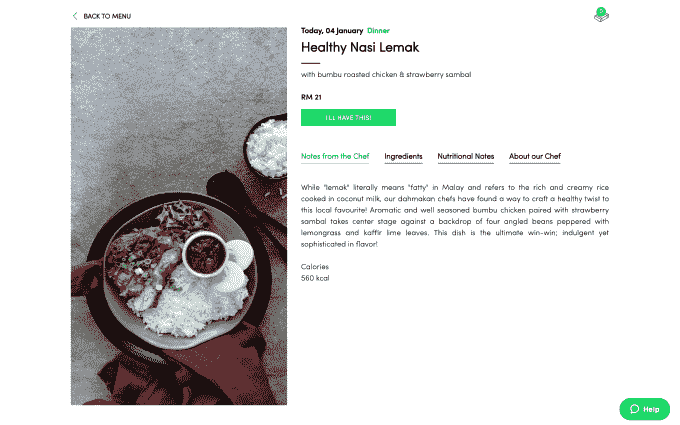 BACK TO MENU
Today, 04 January Dinner
Healthy Nasi Lemak
with bumbu roasted chicken & strawberry sambal
RM 21
I'LL HAVE THIS!
Notes from the Chef Ingredients Nutritional Notes About our Chef
While "lemak" literally means "fatty" in Malay and refers to the rich and creamy rice
cooked in coconut milk, our dahmakan chefs have found a way to craft a healthy twist to
this local favourite! Aromatic and well seasoned bumbu chicken paired with strawberry
sambal takes center stage against a backdrop of four angled beans peppered with
lemongrass and kaffir lime leaves. This dish is the ultimate win-win; indulgent yet
sophisticated in flavor!
Calories
560 kcal
Help